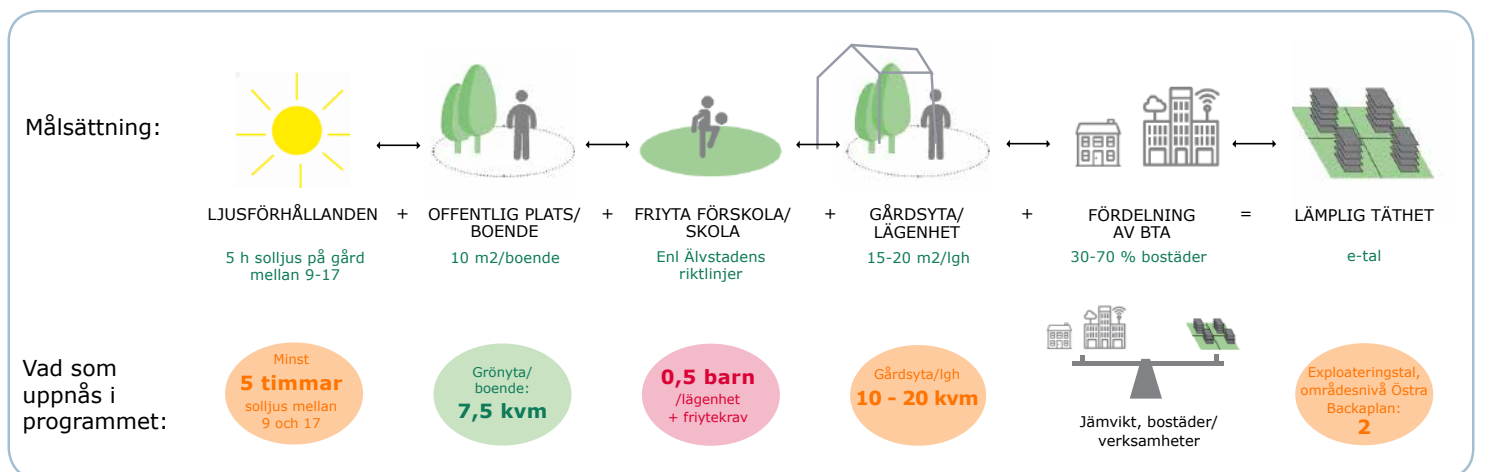 Målsättning:
LJUSFÖRHÅLLANDEN + OFFENTLIG PLATS/ + FRIYTA FÖRSKOLA/ + GÅRDSYTA/ + FÖRDELNING = LÄMPLIG TÄTHET
BOENDE SKOLA LÄGENHET AV BTA
5 h solljus på gård 10 m2/boende Enl Älvstadens 15-20 m2/lgh 30-70 % bostäder e-tal
mellan 9-17 riktlinjer
Vad som
uppnås i
programmet:
Minst
5 timmar
solljus mellan
9 och 17
Grönyta/
boende:
7,5 kvm
0,5 barn
/lägenhet
+ friytekrav
Gårdsyta/lgh
10 - 20 kvm
Jämvikt, bostäder/
verksamheter
Exploateringstal,
områdesnivå Östra
Backaplan:
2